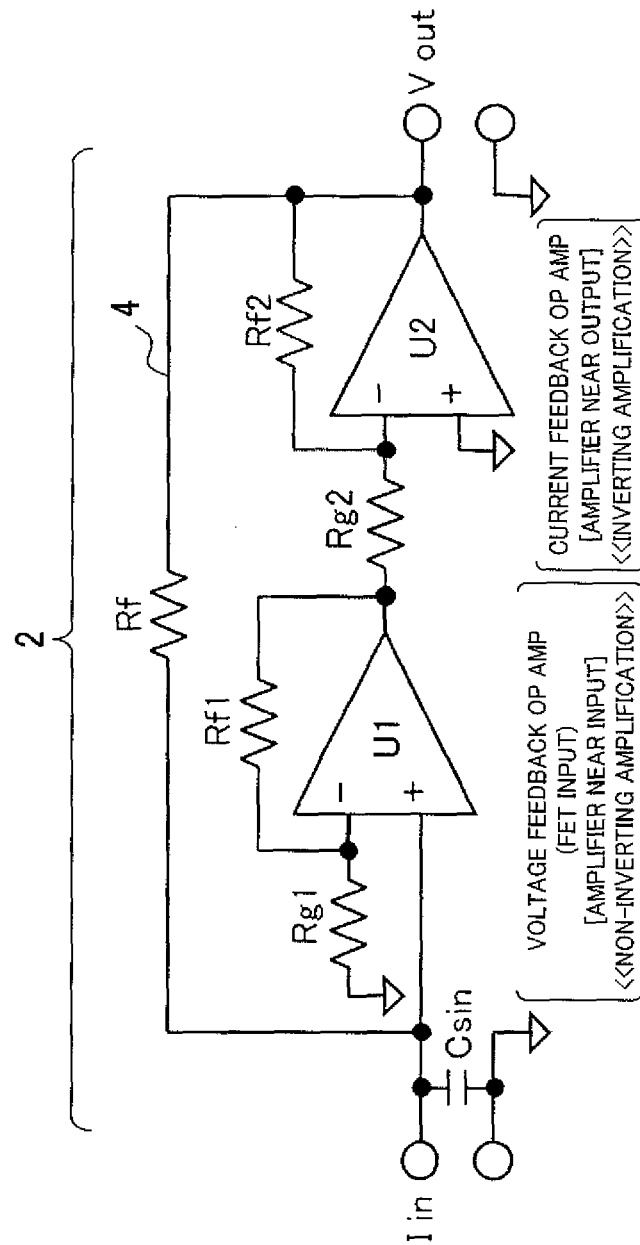 2
4
Rf
Rf1
Rf2
Rg1
Rg2
U1
U2
−
+
−
+
I in
Csin
V out
VOLTAGE FEEDBACK OP AMP
(FET INPUT)
[AMPLIFIER NEAR INPUT]
<<NON-INVERTING AMPLIFICATION>>
CURRENT FEEDBACK OP AMP
[AMPLIFIER NEAR OUTPUT]
<<INVERTING AMPLIFICATION>>